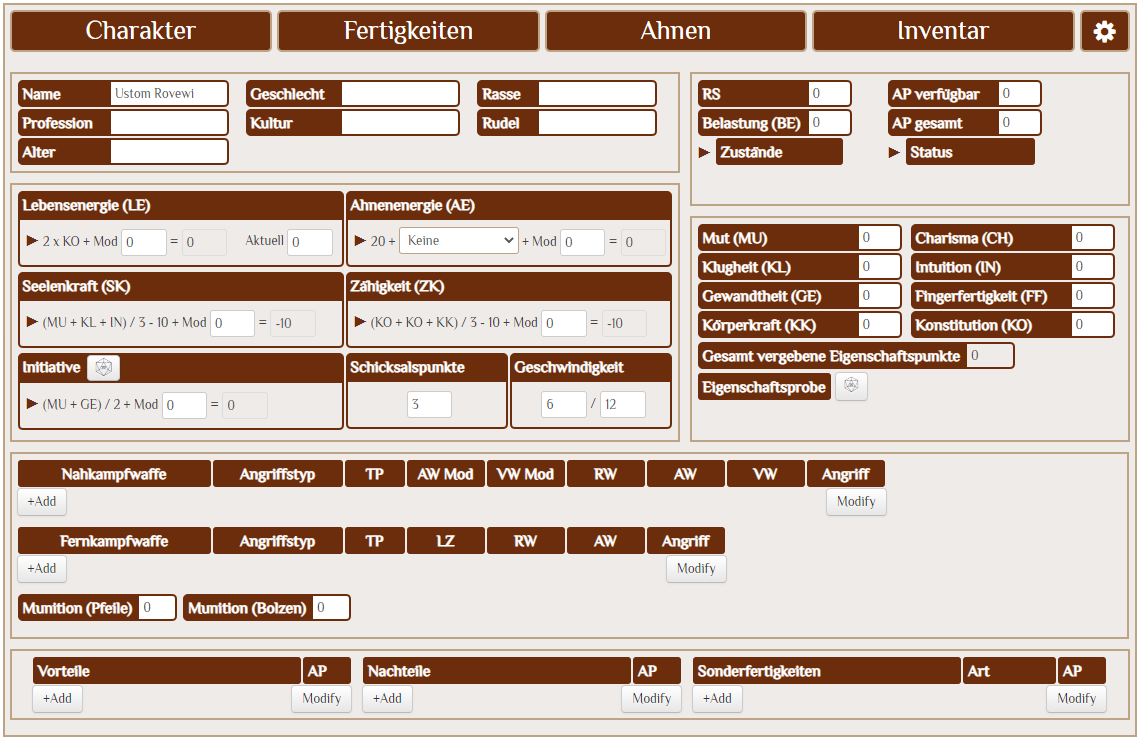 Charakter Fertigkeiten Ahnen Inventar
Name Ustom Rovewi Geschlecht Rasse
Profession Kultur Rudel
Alter
RS 0 AP verfügbar 0
Belastung (BE) 0 AP gesamt 0
Zustände Status
Lebensenergie (LE) Ahnenenergie (AE)
2 x KO + Mod 0 = 0 Aktuell 0 20 + Keine + Mod 0 = 0
Seelenkraft (SK) Zähigkeit (ZK)
(MU + KL + IN) / 3 - 10 + Mod 0 = -10 (KO + KO + KK) / 3 - 10 + Mod 0 = -10
Initiative Schicksalspunkte Geschwindigkeit
(MU + GE) / 2 + Mod 0 = 0 3 6 / 12
Mut (MU) 0 Charisma (CH) 0
Klugheit (KL) 0 Intuition (IN) 0
Gewandtheit (GE) 0 Fingerfertigkeit (FF) 0
Körperkraft (KK) 0 Konstitution (KO) 0
Gesamt vergebene Eigenschaftspunkte 0
Eigenschaftsprobe
Nahkampfwaffe Angriffstyp TP AW Mod VW Mod RW AW VW Angriff
+Add Modify
Fernkampfwaffe Angriffstyp TP LZ RW AW Angriff
+Add Modify
Munition (Pfeile) 0 Munition (Bolzen) 0
Vorteile AP Nachteile AP Sonderfertigkeiten Art AP
+Add Modify +Add Modify +Add Modify